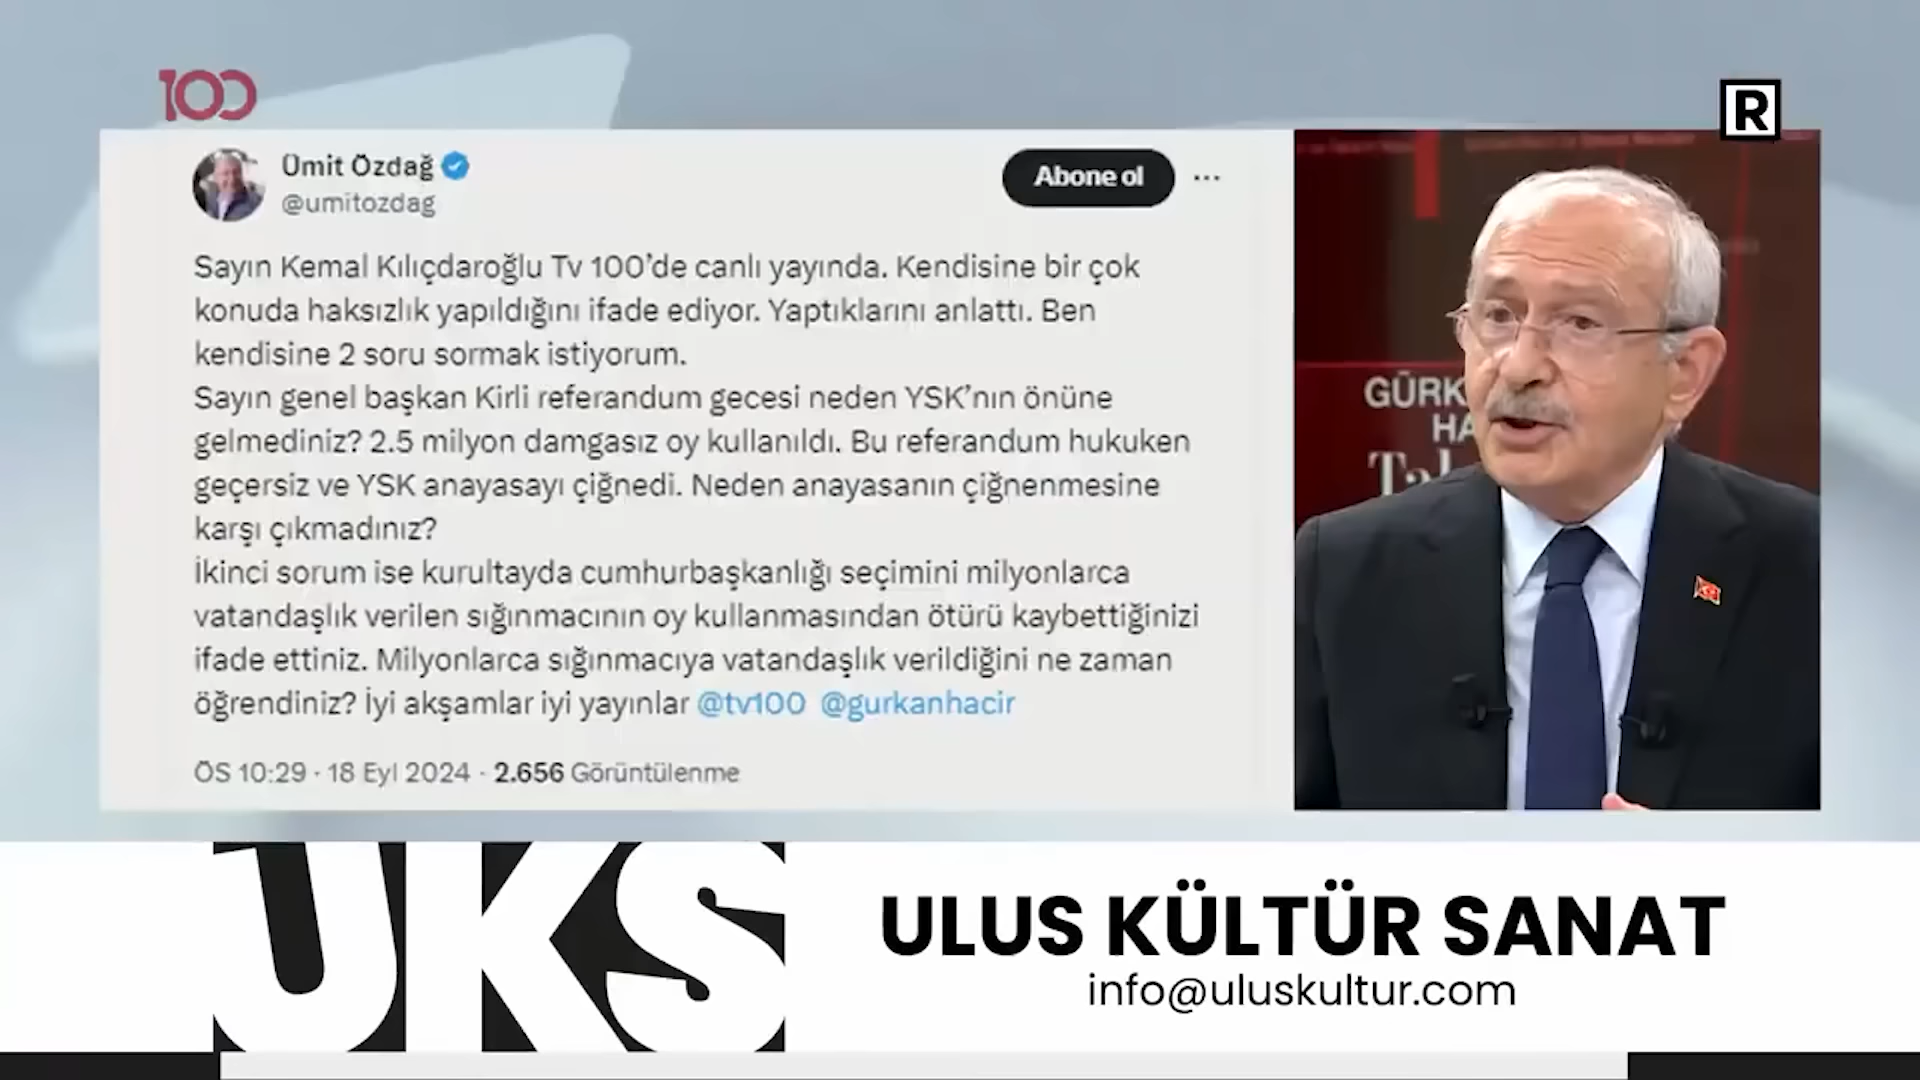 100
R
Ümit Özdağ
@umitozdag
Abone ol
Sayın Kemal Kılıçdaroğlu Tv 100’de canlı yayında. Kendisine bir çok
konuda haksızlık yapıldığını ifade ediyor. Yaptıklarını anlattı. Ben
kendisine 2 soru sormak istiyorum.
Sayın genel başkan Kirli referandum gecesi neden YSK’nın önüne
gelmediniz? 2.5 milyon damgasız oy kullanıldı. Bu referandum hukuken
geçersiz ve YSK anayasayı çiğnedi. Neden anayasanın çiğnenmesine
karşı çıkmadınız?
İkinci sorum ise kurultayda cumhurbaşkanlığı seçimini milyonlarca
vatandaşlık verilen sığınmacının oy kullanmasından ötürü kaybettiğinizi
ifade ettiniz. Milyonlarca sığınmacıya vatandaşlık verildiğini ne zaman
öğrendiniz? İyi akşamlar iyi yayınlar @tv100 @gurkanhacir
ÖS 10:29 · 18 Eyl 2024 · 2.656 Görüntülenme
GÜRK
HA
UKS
ULUS KÜLTÜR SANAT
info@uluskultur.com